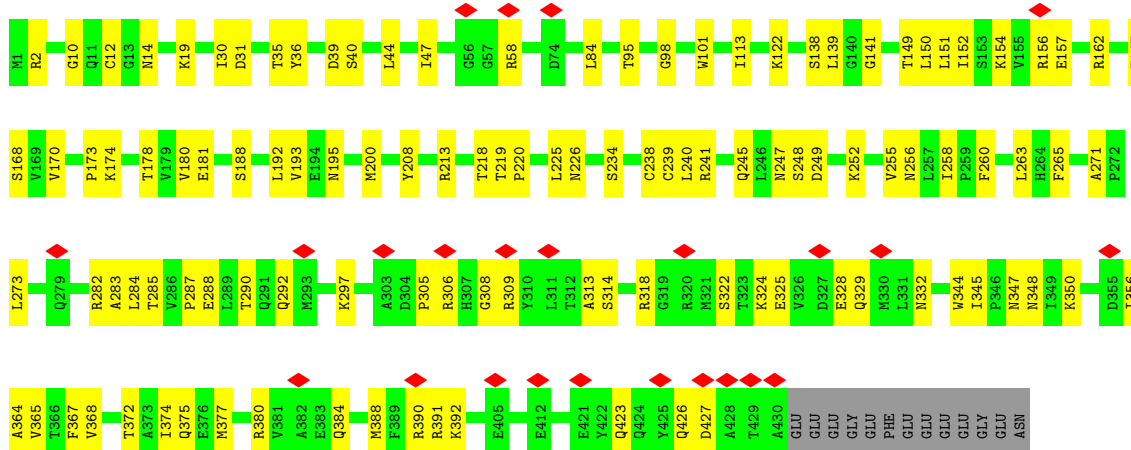 M1 R2 G10 Q11 C12 G13 N14 K19 I30 D31 T35 Y36 D39 S40 L44 I47 G56 G57 R58 D74 L84 T95 G98 W101 I113 K122 S138 L139 G140 G141 T149 L150 L151 I152 S153 K154 V155 R156 E157 R162
S168 V169 V170 P173 K174 T178 V179 V180 E181 S188 L192 V193 E194 N195 M200 Y208 R213 T218 T219 P220 L225 N226 S234 C238 C239 L240 R241 Q245 L246 N247 S248 D249 K252 V255 N256 L257 I258 P259 F260 L263 H264 F265 A271 P272
L273 Q279 R282 A283 L284 T285 V286 P287 E288 L289 T290 Q291 Q292 M293 K297 A303 D304 P305 R306 H307 G308 R309 Y310 L311 T312 A313 S314 R318 G319 R320 M321 S322 T323 K324 E325 V326 D327 E328 Q329 M330 L331 N332 W344 I345 P346 N347 N348 I349 K350 D355 I356
A364 V365 T366 F367 V368 T372 A373 I374 Q375 E376 M377 R380 V381 A382 E383 Q384 M388 F389 R390 R391 K392 E405 E412 E421 Y422 Q423 Q424 Y425 Q426 D427 A428 T429 A430 GLU GLU GLU GLY GLU PHE GLU GLU GLU GLU GLY GLU ASN